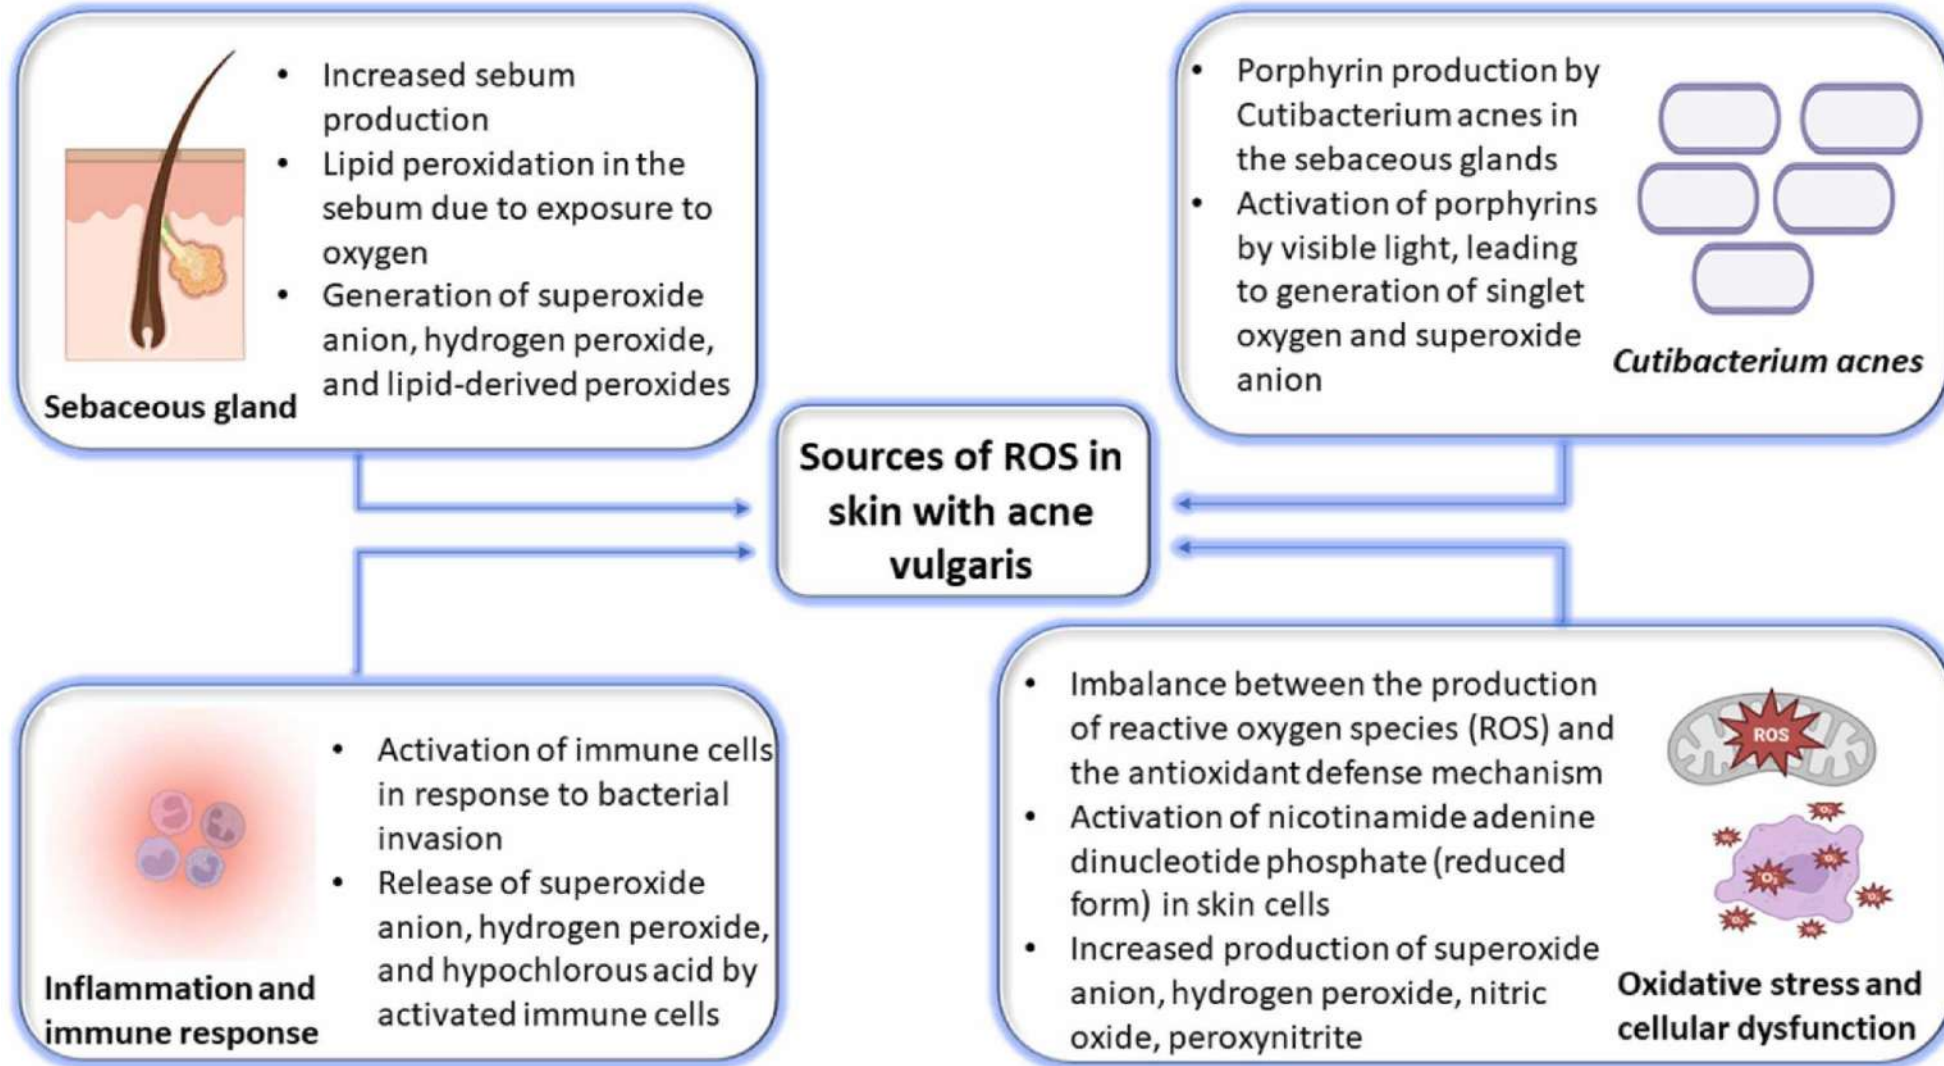 • Increased sebum
production
• Lipid peroxidation in the
sebum due to exposure to
oxygen
• Generation of superoxide
anion, hydrogen peroxide,
and lipid-derived peroxides
Sebaceous gland
• Porphyrin production by
Cutibacterium acnes in
the sebaceous glands
• Activation of porphyrins
by visible light, leading
to generation of singlet
oxygen and superoxide
anion
Cutibacterium acnes
Sources of ROS in
skin with acne
vulgaris
• Activation of immune cells
in response to bacterial
invasion
• Release of superoxide
anion, hydrogen peroxide,
and hypochlorous acid by
activated immune cells
Inflammation and
immune response
• Imbalance between the production
of reactive oxygen species (ROS) and
the antioxidant defense mechanism
• Activation of nicotinamide adenine
dinucleotide phosphate (reduced
form) in skin cells
• Increased production of superoxide
anion, hydrogen peroxide, nitric
oxide, peroxynitrite
ROS
Oxidative stress and
cellular dysfunction